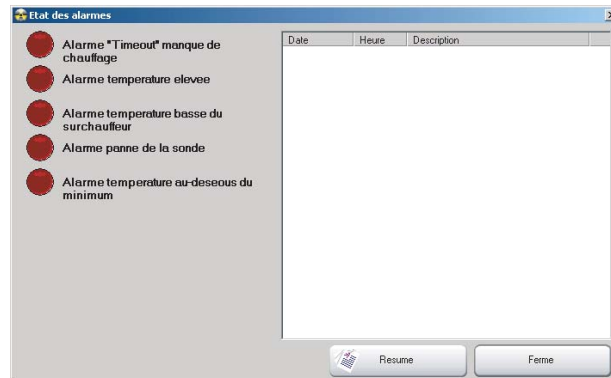 Etat des alarmes
Alarme "Timeout" manque de
chauffage
Alarme temperature elevee
Alarme temperature basse du
surchauffeur
Alarme panne de la sonde
Alarme temperature au-deseous du
minimum
Date Heure Description
Resume Ferme